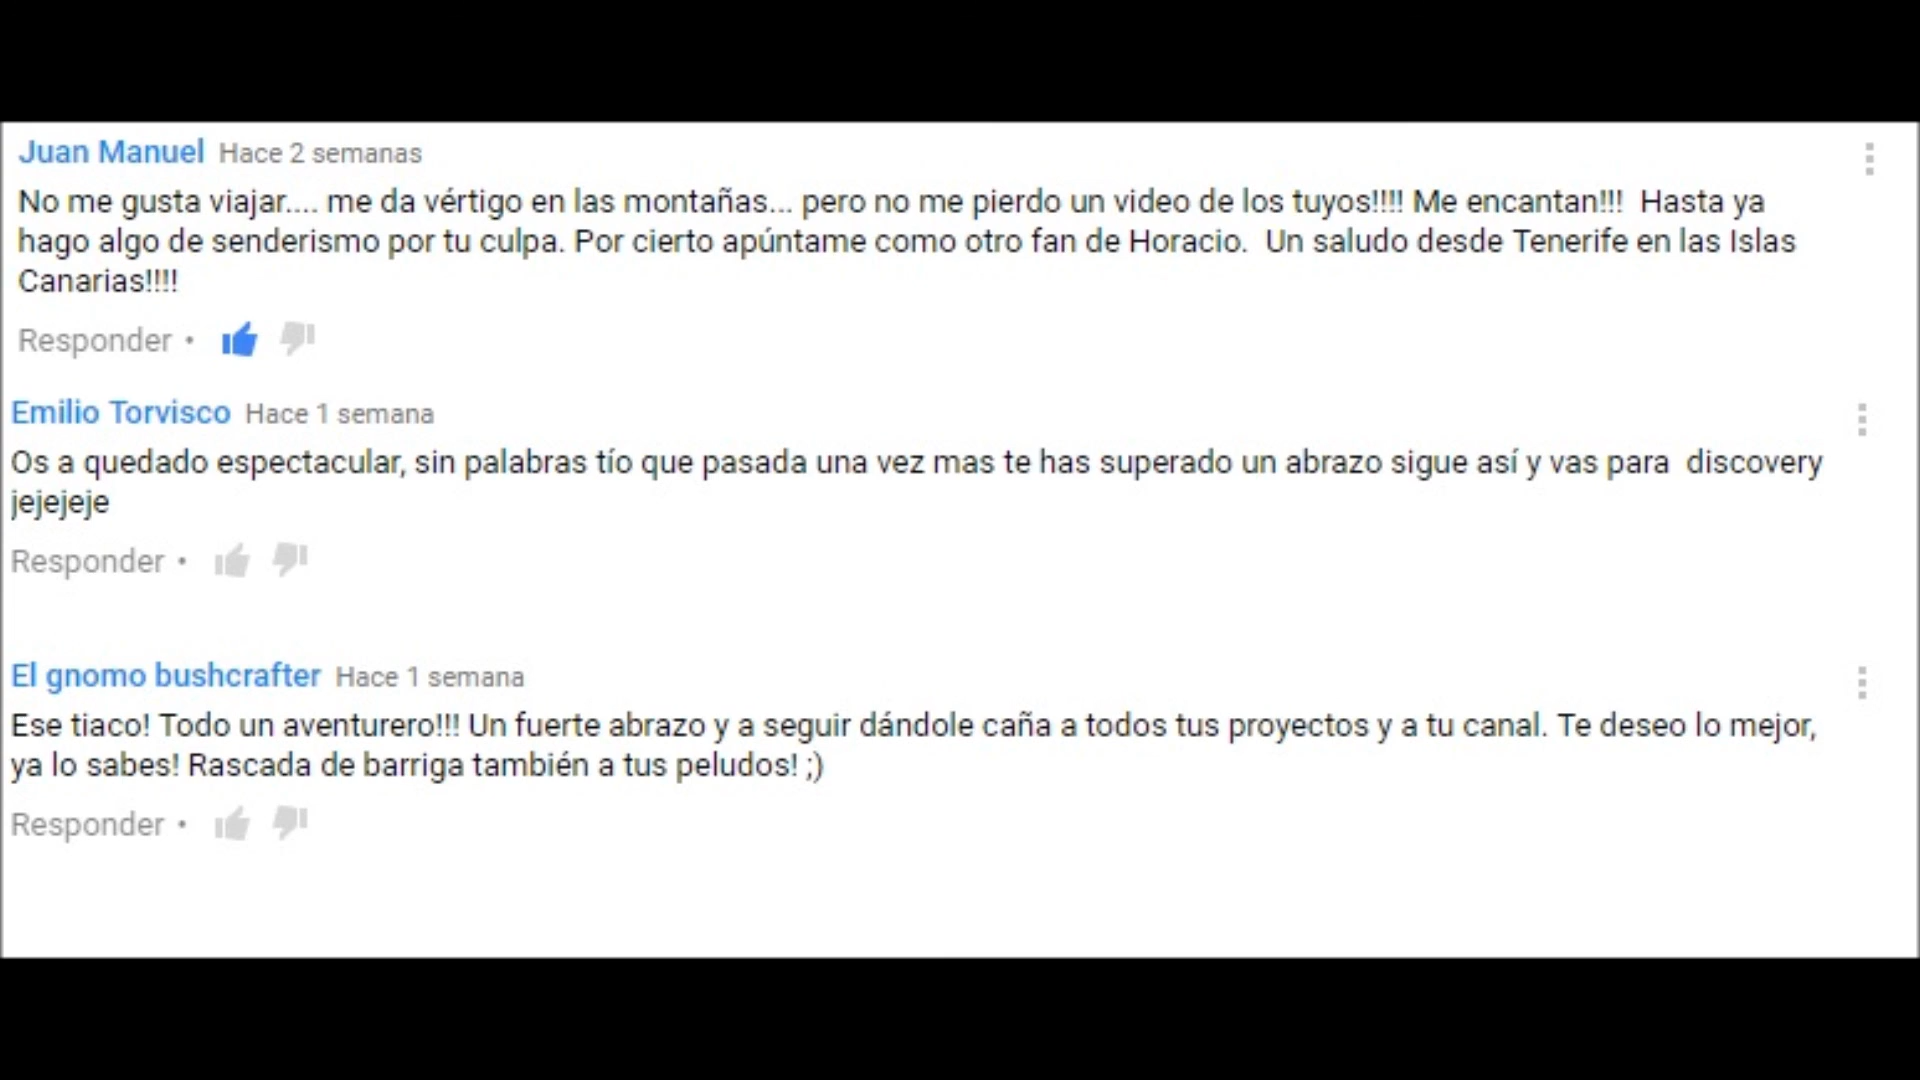 Juan Manuel Hace 2 semanas
No me gusta viajar.... me da vértigo en las montañas... pero no me pierdo un video de los tuyos!!!! Me encantan!!!  Hasta ya
hago algo de senderismo por tu culpa. Por cierto apúntame como otro fan de Horacio.  Un saludo desde Tenerife en las Islas
Canarias!!!!
Responder •
Emilio Torvisco Hace 1 semana
Os a quedado espectacular, sin palabras tío que pasada una vez mas te has superado un abrazo sigue así y vas para  discovery
jejejeje
Responder •
El gnomo bushcrafter Hace 1 semana
Ese tiaco! Todo un aventurero!!! Un fuerte abrazo y a seguir dándole caña a todos tus proyectos y a tu canal. Te deseo lo mejor,
ya lo sabes! Rascada de barriga también a tus peludos! ;)
Responder •